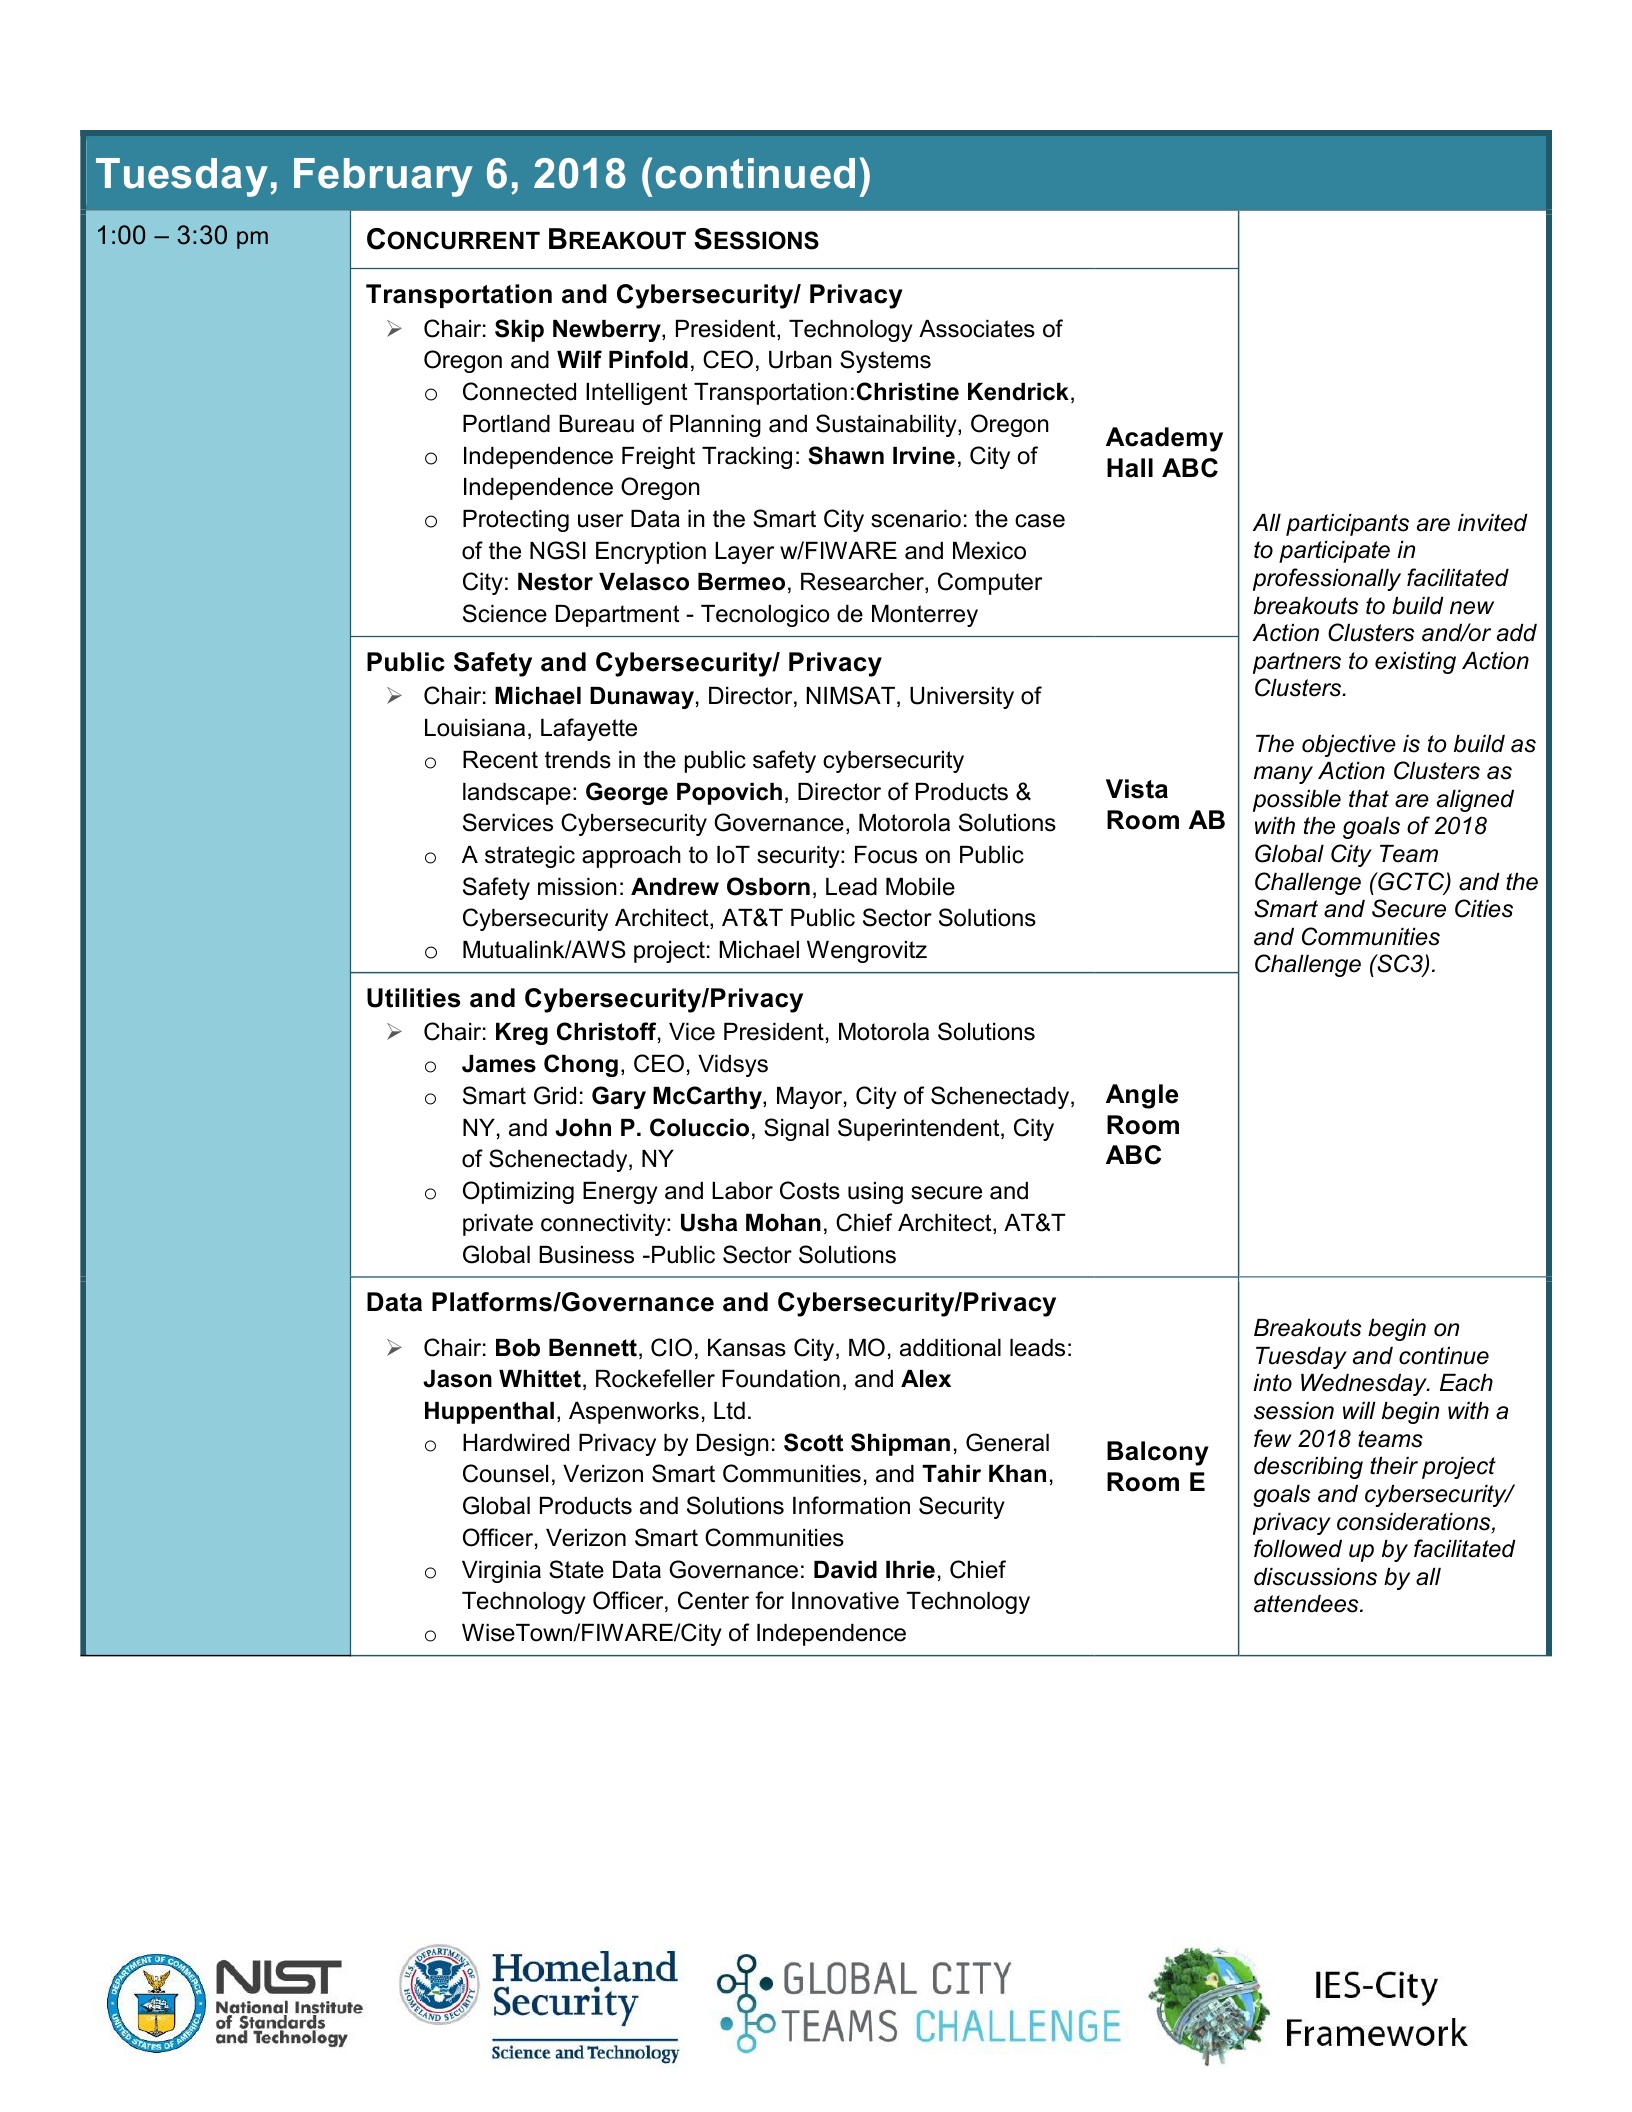 Tuesday, February 6, 2018 (continued)
1:00 – 3:30 pm
CONCURRENT BREAKOUT SESSIONS
Transportation and Cybersecurity/ Privacy
➢ Chair: Skip Newberry, President, Technology Associates of
Oregon and Wilf Pinfold, CEO, Urban Systems
o Connected Intelligent Transportation:Christine Kendrick,
Portland Bureau of Planning and Sustainability, Oregon
o Independence Freight Tracking: Shawn Irvine, City of
Independence Oregon
o Protecting user Data in the Smart City scenario: the case
of the NGSI Encryption Layer w/FIWARE and Mexico
City: Nestor Velasco Bermeo, Researcher, Computer
Science Department - Tecnologico de Monterrey
Academy
Hall ABC
Public Safety and Cybersecurity/ Privacy
➢ Chair: Michael Dunaway, Director, NIMSAT, University of
Louisiana, Lafayette
o Recent trends in the public safety cybersecurity
landscape: George Popovich, Director of Products &
Services Cybersecurity Governance, Motorola Solutions
o A strategic approach to IoT security: Focus on Public
Safety mission: Andrew Osborn, Lead Mobile
Cybersecurity Architect, AT&T Public Sector Solutions
o Mutualink/AWS project: Michael Wengrovitz
Vista
Room AB
Utilities and Cybersecurity/Privacy
➢ Chair: Kreg Christoff, Vice President, Motorola Solutions
o James Chong, CEO, Vidsys
o Smart Grid: Gary McCarthy, Mayor, City of Schenectady,
NY, and John P. Coluccio, Signal Superintendent, City
of Schenectady, NY
o Optimizing Energy and Labor Costs using secure and
private connectivity: Usha Mohan, Chief Architect, AT&T
Global Business -Public Sector Solutions
Angle
Room
ABC
All participants are invited
to participate in
professionally facilitated
breakouts to build new
Action Clusters and/or add
partners to existing Action
Clusters.
The objective is to build as
many Action Clusters as
possible that are aligned
with the goals of 2018
Global City Team
Challenge (GCTC) and the
Smart and Secure Cities
and Communities
Challenge (SC3).
Data Platforms/Governance and Cybersecurity/Privacy
➢ Chair: Bob Bennett, CIO, Kansas City, MO, additional leads:
Jason Whittet, Rockefeller Foundation, and Alex
Huppenthal, Aspenworks, Ltd.
o Hardwired Privacy by Design: Scott Shipman, General
Counsel, Verizon Smart Communities, and Tahir Khan,
Global Products and Solutions Information Security
Officer, Verizon Smart Communities
o Virginia State Data Governance: David Ihrie, Chief
Technology Officer, Center for Innovative Technology
o WiseTown/FIWARE/City of Independence
Balcony
Room E
Breakouts begin on
Tuesday and continue
into Wednesday. Each
session will begin with a
few 2018 teams
describing their project
goals and cybersecurity/
privacy considerations,
followed up by facilitated
discussions by all
attendees.
DEPARTMENT OF COMMERCE
UNITED STATES OF AMERICA
NIST
National Institute
of Standards
and Technology
U.S. DEPARTMENT OF
HOMELAND SECURITY
Homeland
Security
Science and Technology
GLOBAL CITY
TEAMS CHALLENGE
IES-City
Framework